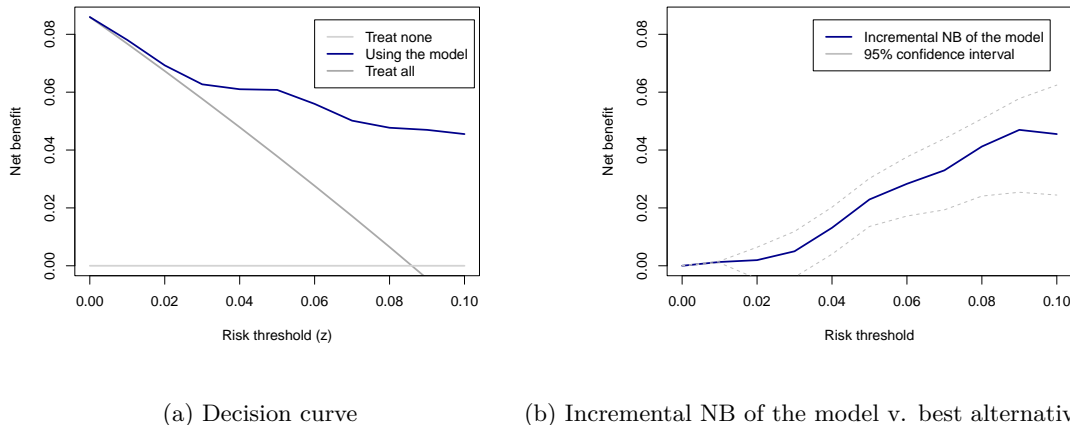 Net benefit
0.08
0.06
0.04
0.02
0.00
Treat none
Using the model
Treat all
0.00 0.02 0.04 0.06 0.08 0.10
Risk threshold (z)
(a) Decision curve
Net benefit
0.08
0.06
0.04
0.02
0.00
Incremental NB of the model
95% confidence interval
0.00 0.02 0.04 0.06 0.08 0.10
Risk threshold
(b) Incremental NB of the model v. best alternativ